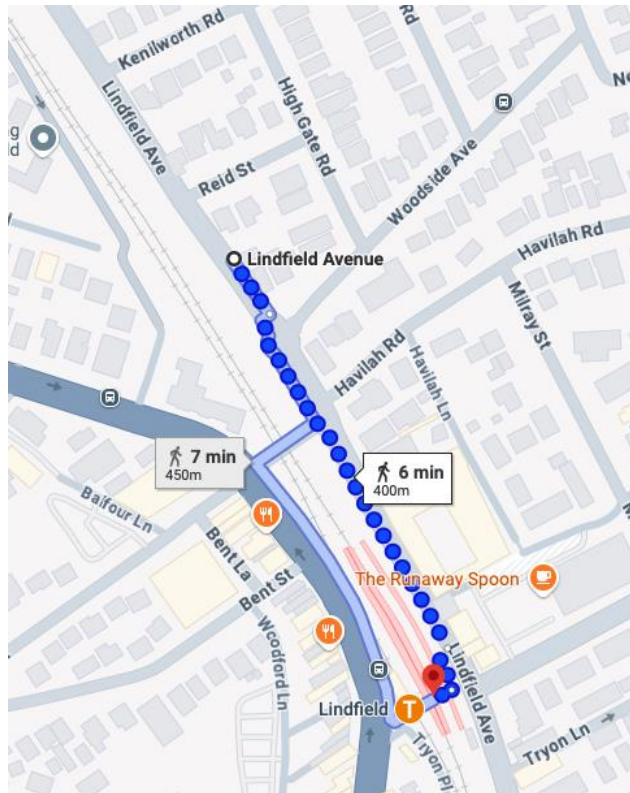 Kenilworth Rd
Rd
Lindfield Ave
High Gate Rd
Ne
ng
d
Reid St
Woodside Ave
Lindfield Avenue
Havilah Rd
Milray St
Havilah Rd
Havilah Ln
7 min
450m
6 min
400m
Balfour Ln
Bent La
Bent St
The Runaway Spoon
Woodford Ln
Lindfield Ave
Lindfield
T
Tryon Pl
Tryon Ln